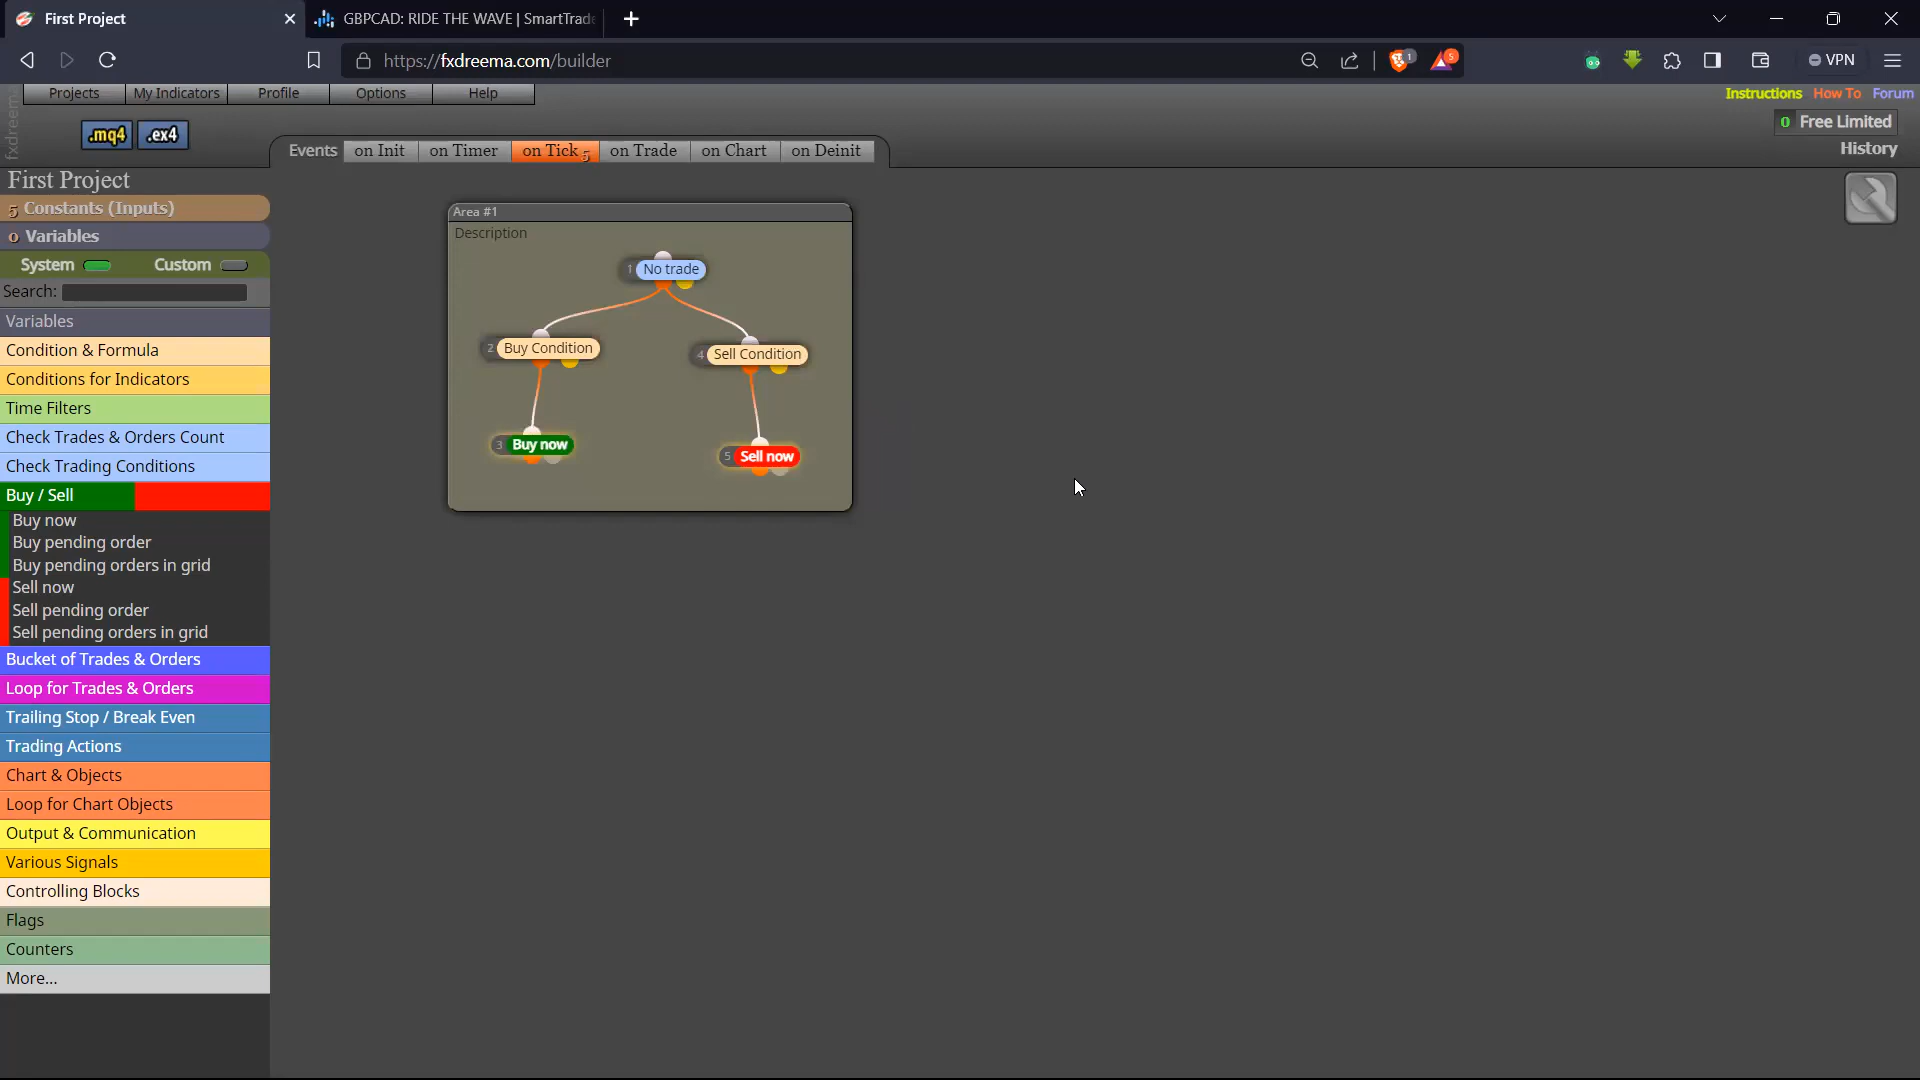 First Project
GBPCAD: RIDE THE WAVE | SmartTrade
https://fxdreema.com/builder
1
5
VPN
Projects
My Indicators
Profile
Options
Help
Instructions
How To
Forum
fxdreema
.mq4
.ex4
0 Free Limited
Events
on Init
on Timer
on Tick 5
on Trade
on Chart
on Deinit
History
First Project
5 Constants (Inputs)
0 Variables
System
Custom
Search:
Variables
Condition & Formula
Conditions for Indicators
Time Filters
Check Trades & Orders Count
Check Trading Conditions
Buy / Sell
Buy now
Buy pending order
Buy pending orders in grid
Sell now
Sell pending order
Sell pending orders in grid
Bucket of Trades & Orders
Loop for Trades & Orders
Trailing Stop / Break Even
Trading Actions
Chart & Objects
Loop for Chart Objects
Output & Communication
Various Signals
Controlling Blocks
Flags
Counters
More...
Area #1
Description
1 No trade
2 Buy Condition
4 Sell Condition
3 Buy now
5 Sell now